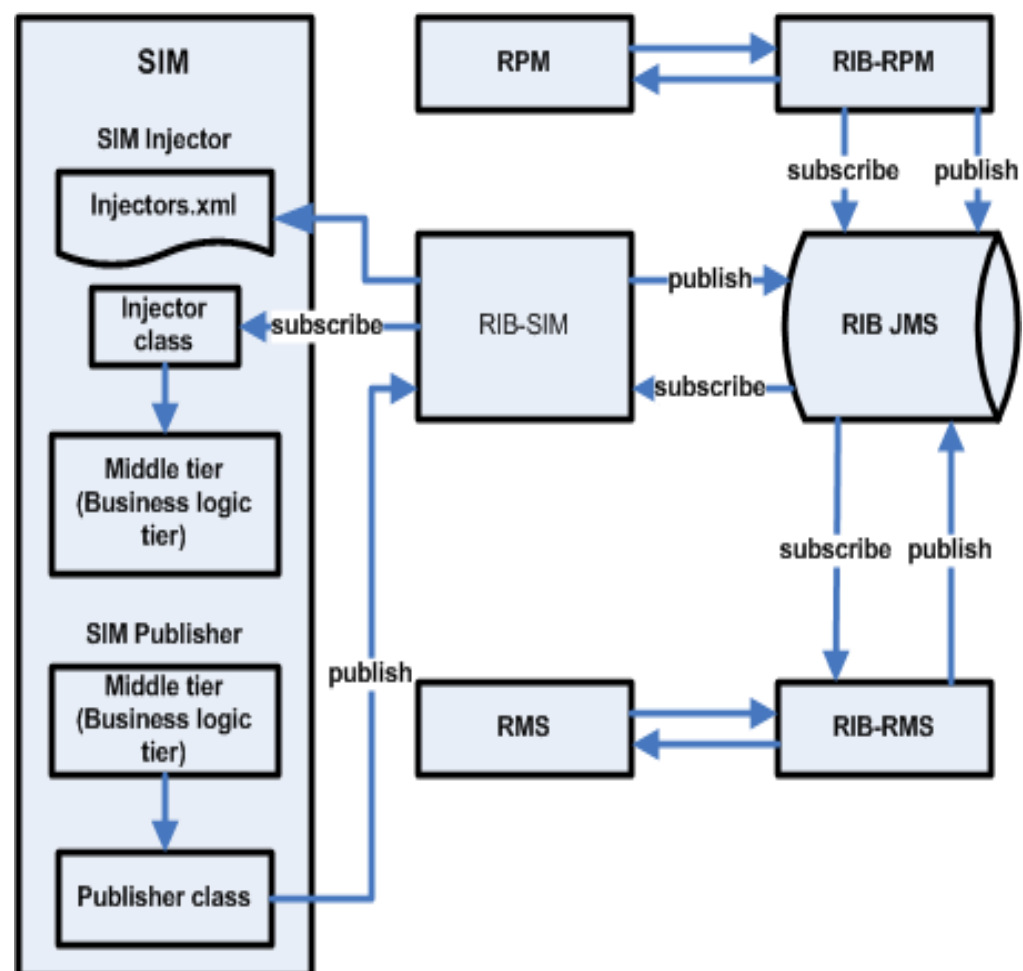 SIM
SIM Injector
Injectors.xml
Injector
class
Middle tier
(Business logic
tier)
SIM Publisher
Middle tier
(Business logic
tier)
Publisher class
subscribe
publish
RPM
RIB-RPM
subscribe
publish
RIB-SIM
publish
subscribe
RIB JMS
subscribe
publish
RMS
RIB-RMS